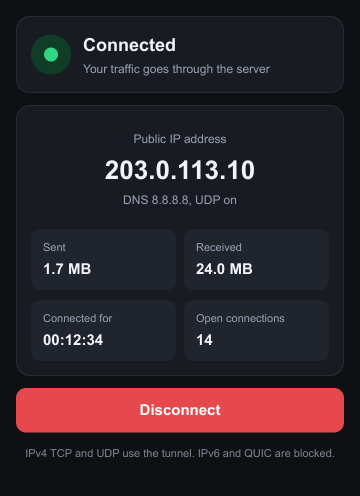 Connected
Your traffic goes through the server
Public IP address
203.0.113.10
DNS 8.8.8.8, UDP on
Sent
1.7 MB
Received
24.0 MB
Connected for
00:12:34
Open connections
14
Disconnect
IPv4 TCP and UDP use the tunnel. IPv6 and QUIC are blocked.